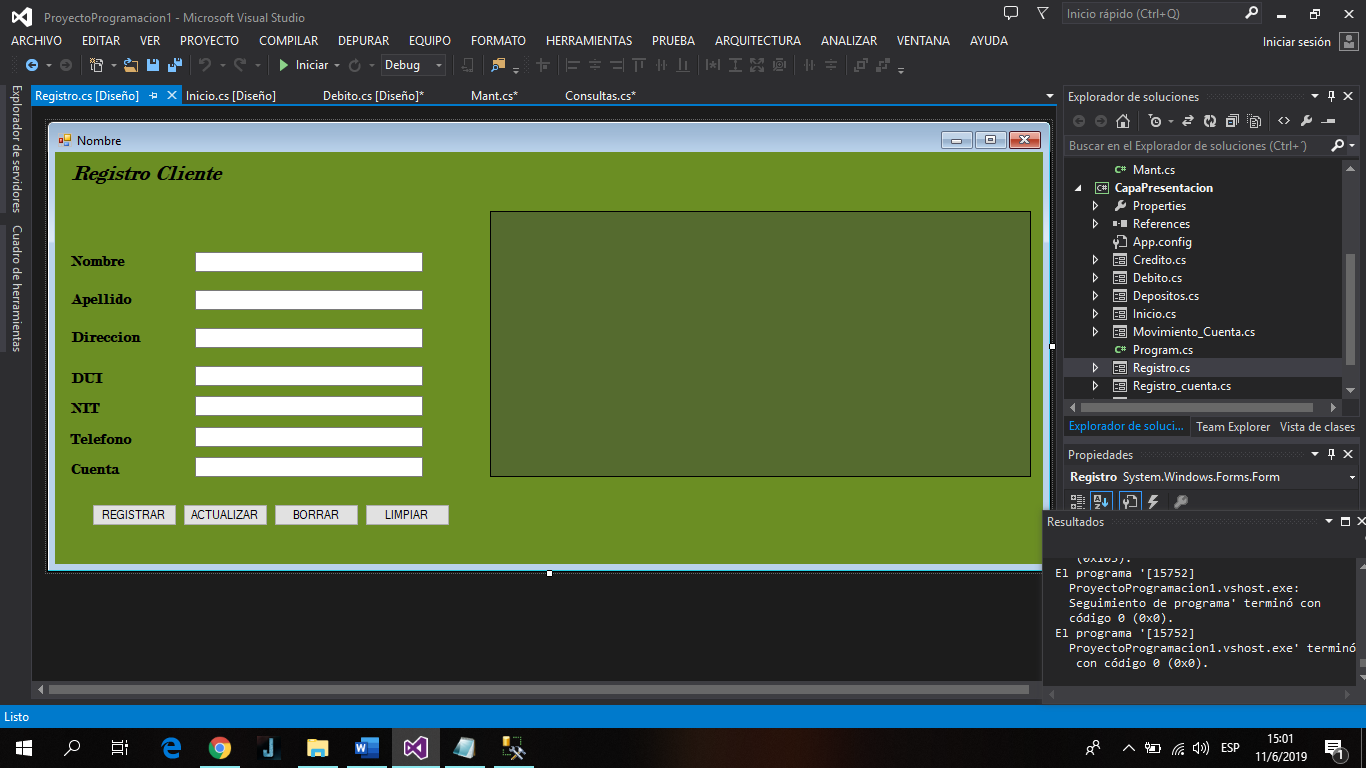 ProyectoProgramacion1 - Microsoft Visual Studio
Inicio rápido (Ctrl+Q)
ARCHIVO EDITAR VER PROYECTO COMPILAR DEPURAR EQUIPO FORMATO HERRAMIENTAS PRUEBA ARQUITECTURA ANALIZAR VENTANA AYUDA
Iniciar sesión
Iniciar Debug
Explorador de servidores
Cuadro de herramientas
Registro.cs [Diseño] Inicio.cs [Diseño] Debito.cs [Diseño]* Mant.cs* Consultas.cs*
Nombre
Registro Cliente
Nombre
Apellido
Direccion
DUI
NIT
Telefono
Cuenta
REGISTRAR ACTUALIZAR BORRAR LIMPIAR
Explorador de soluciones
Buscar en el Explorador de soluciones (Ctrl+´)
Mant.cs
CapaPresentacion
Properties
References
App.config
Credito.cs
Debito.cs
Depositos.cs
Inicio.cs
Movimiento_Cuenta.cs
Program.cs
Registro.cs
Registro_cuenta.cs
Explorador de soluci... Team Explorer Vista de clases
Propiedades
Registro System.Windows.Forms.Form
Resultados
(0x103).
El programa '[15752]
ProyectoProgramacion1.vshost.exe:
Seguimiento de programa' terminó con
código 0 (0x0).
El programa '[15752]
ProyectoProgramacion1.vshost.exe' terminó
con código 0 (0x0).
Listo
ESP
15:01
11/6/2019
1